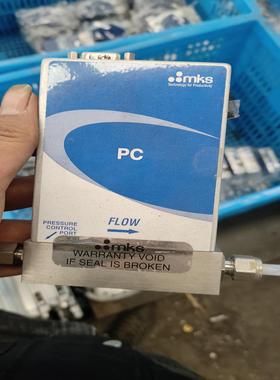 mks
Technology for Productivity
PC
PRESSURE
CONTROL
PORT
FLOW
mks
WARRANTY VOID
IF SEAL IS BROKEN